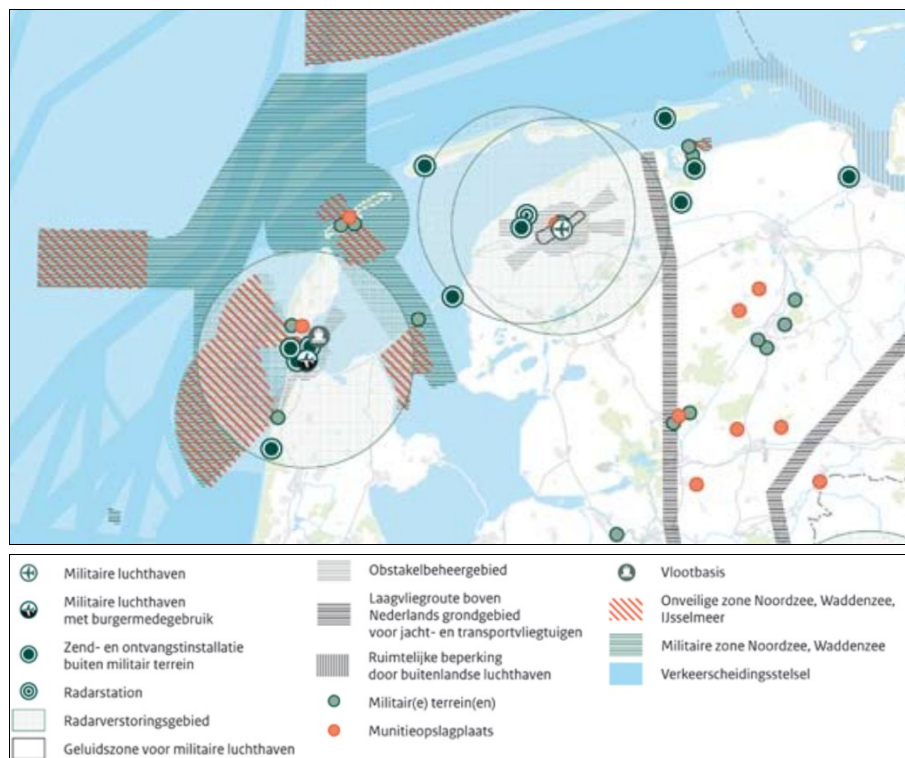 Militaire luchthaven
Militaire luchthaven
met burgermedegebruik
Zend- en ontvangstinstallatie
buiten militair terrein
Radarstation
Radarverstoringsgebied
Geluidszone voor militaire luchthaven
Obstakelbeheergebied
Laagvliegroute boven
Nederlands grondgebied
voor jacht- en transportvliegtuigen
Ruimtelijke beperking
door buitenlandse luchthaven
Militair(e) terrein(en)
Munitieopslagplaats
Vlootbasis
Onveilige zone Noordzee, Waddenzee,
IJsselmeer
Militaire zone Noordzee, Waddenzee
Verkeerscheidingsstelsel